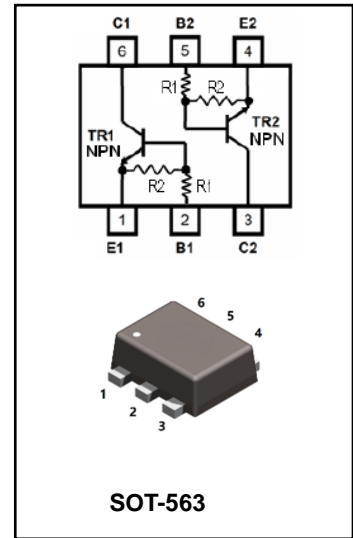 C1 B2 E2
6 5 4
R1 R2
TR1 TR2
NPN NPN
R2 R1
1 2 3
E1 B1 C2
6
5
4
1
2
3
SOT-563